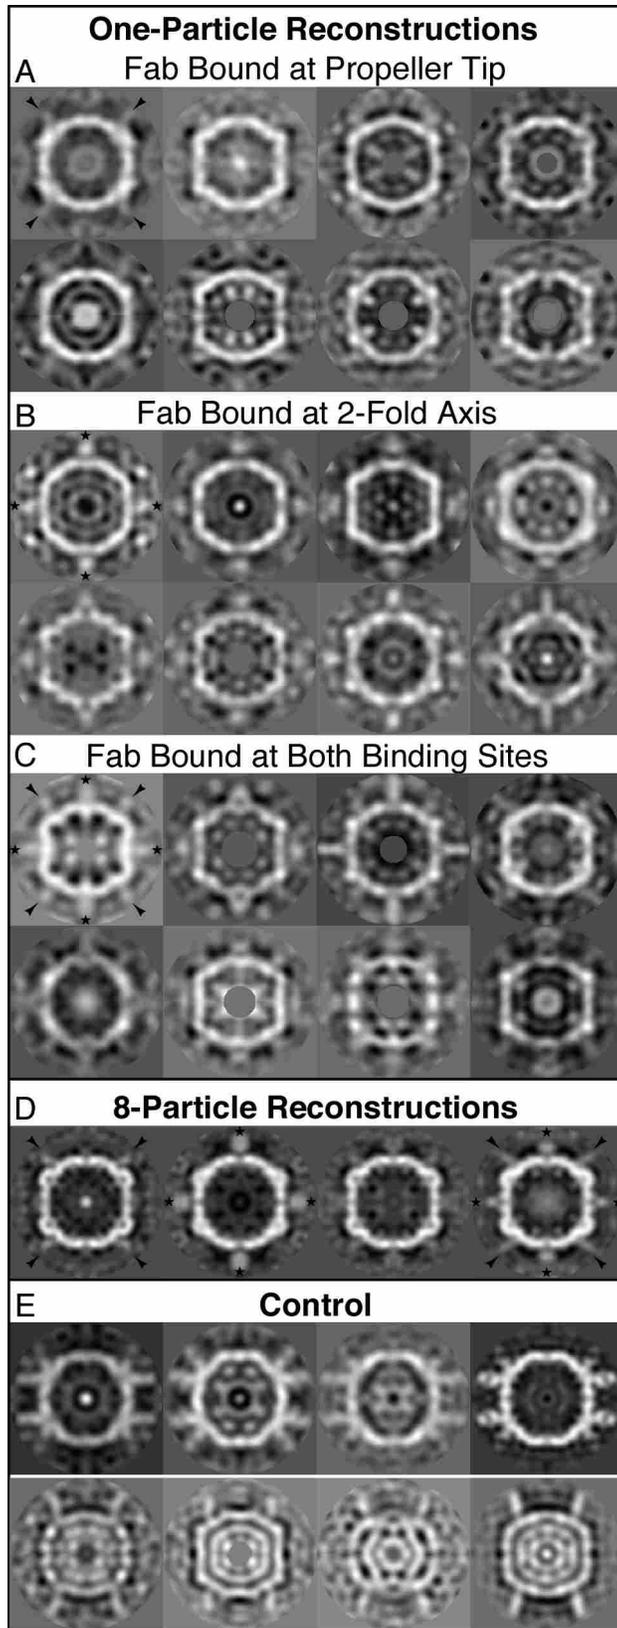 One-Particle Reconstructions
A Fab Bound at Propeller Tip
B Fab Bound at 2-Fold Axis
C Fab Bound at Both Binding Sites
D 8-Particle Reconstructions
E Control